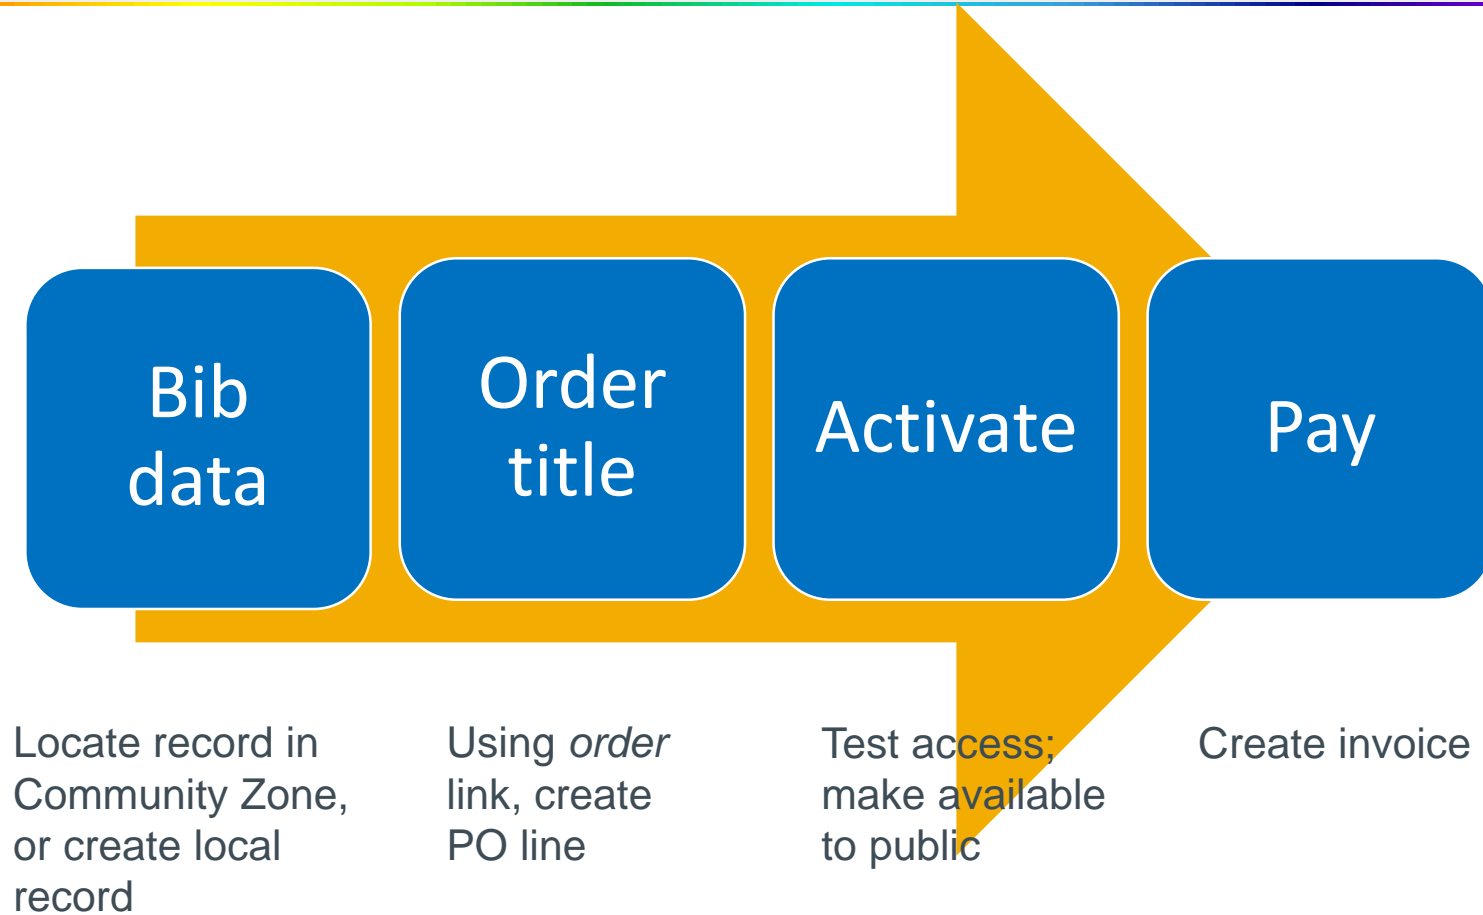 Bib
data
Order
title
Activate
Pay
Locate record in
Community Zone,
or create local
record
Using order
link, create
PO line
Test access;
make available
to public
Create invoice